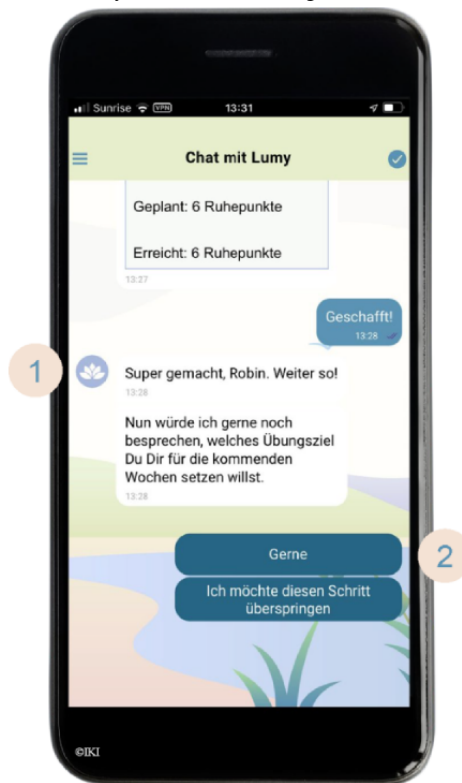 Sunrise VPN 13:31
Chat mit Lumy
Geplant: 6 Ruhepunkte
Erreicht: 6 Ruhepunkte
13:27
Geschafft!
13:28
1
Super gemacht, Robin. Weiter so!
13:28
Nun würde ich gerne noch
besprechen, welches Übungsziel
Du Dir für die kommenden
Wochen setzen willst.
13:28
Gerne
2
Ich möchte diesen Schritt
überspringen
©IKI